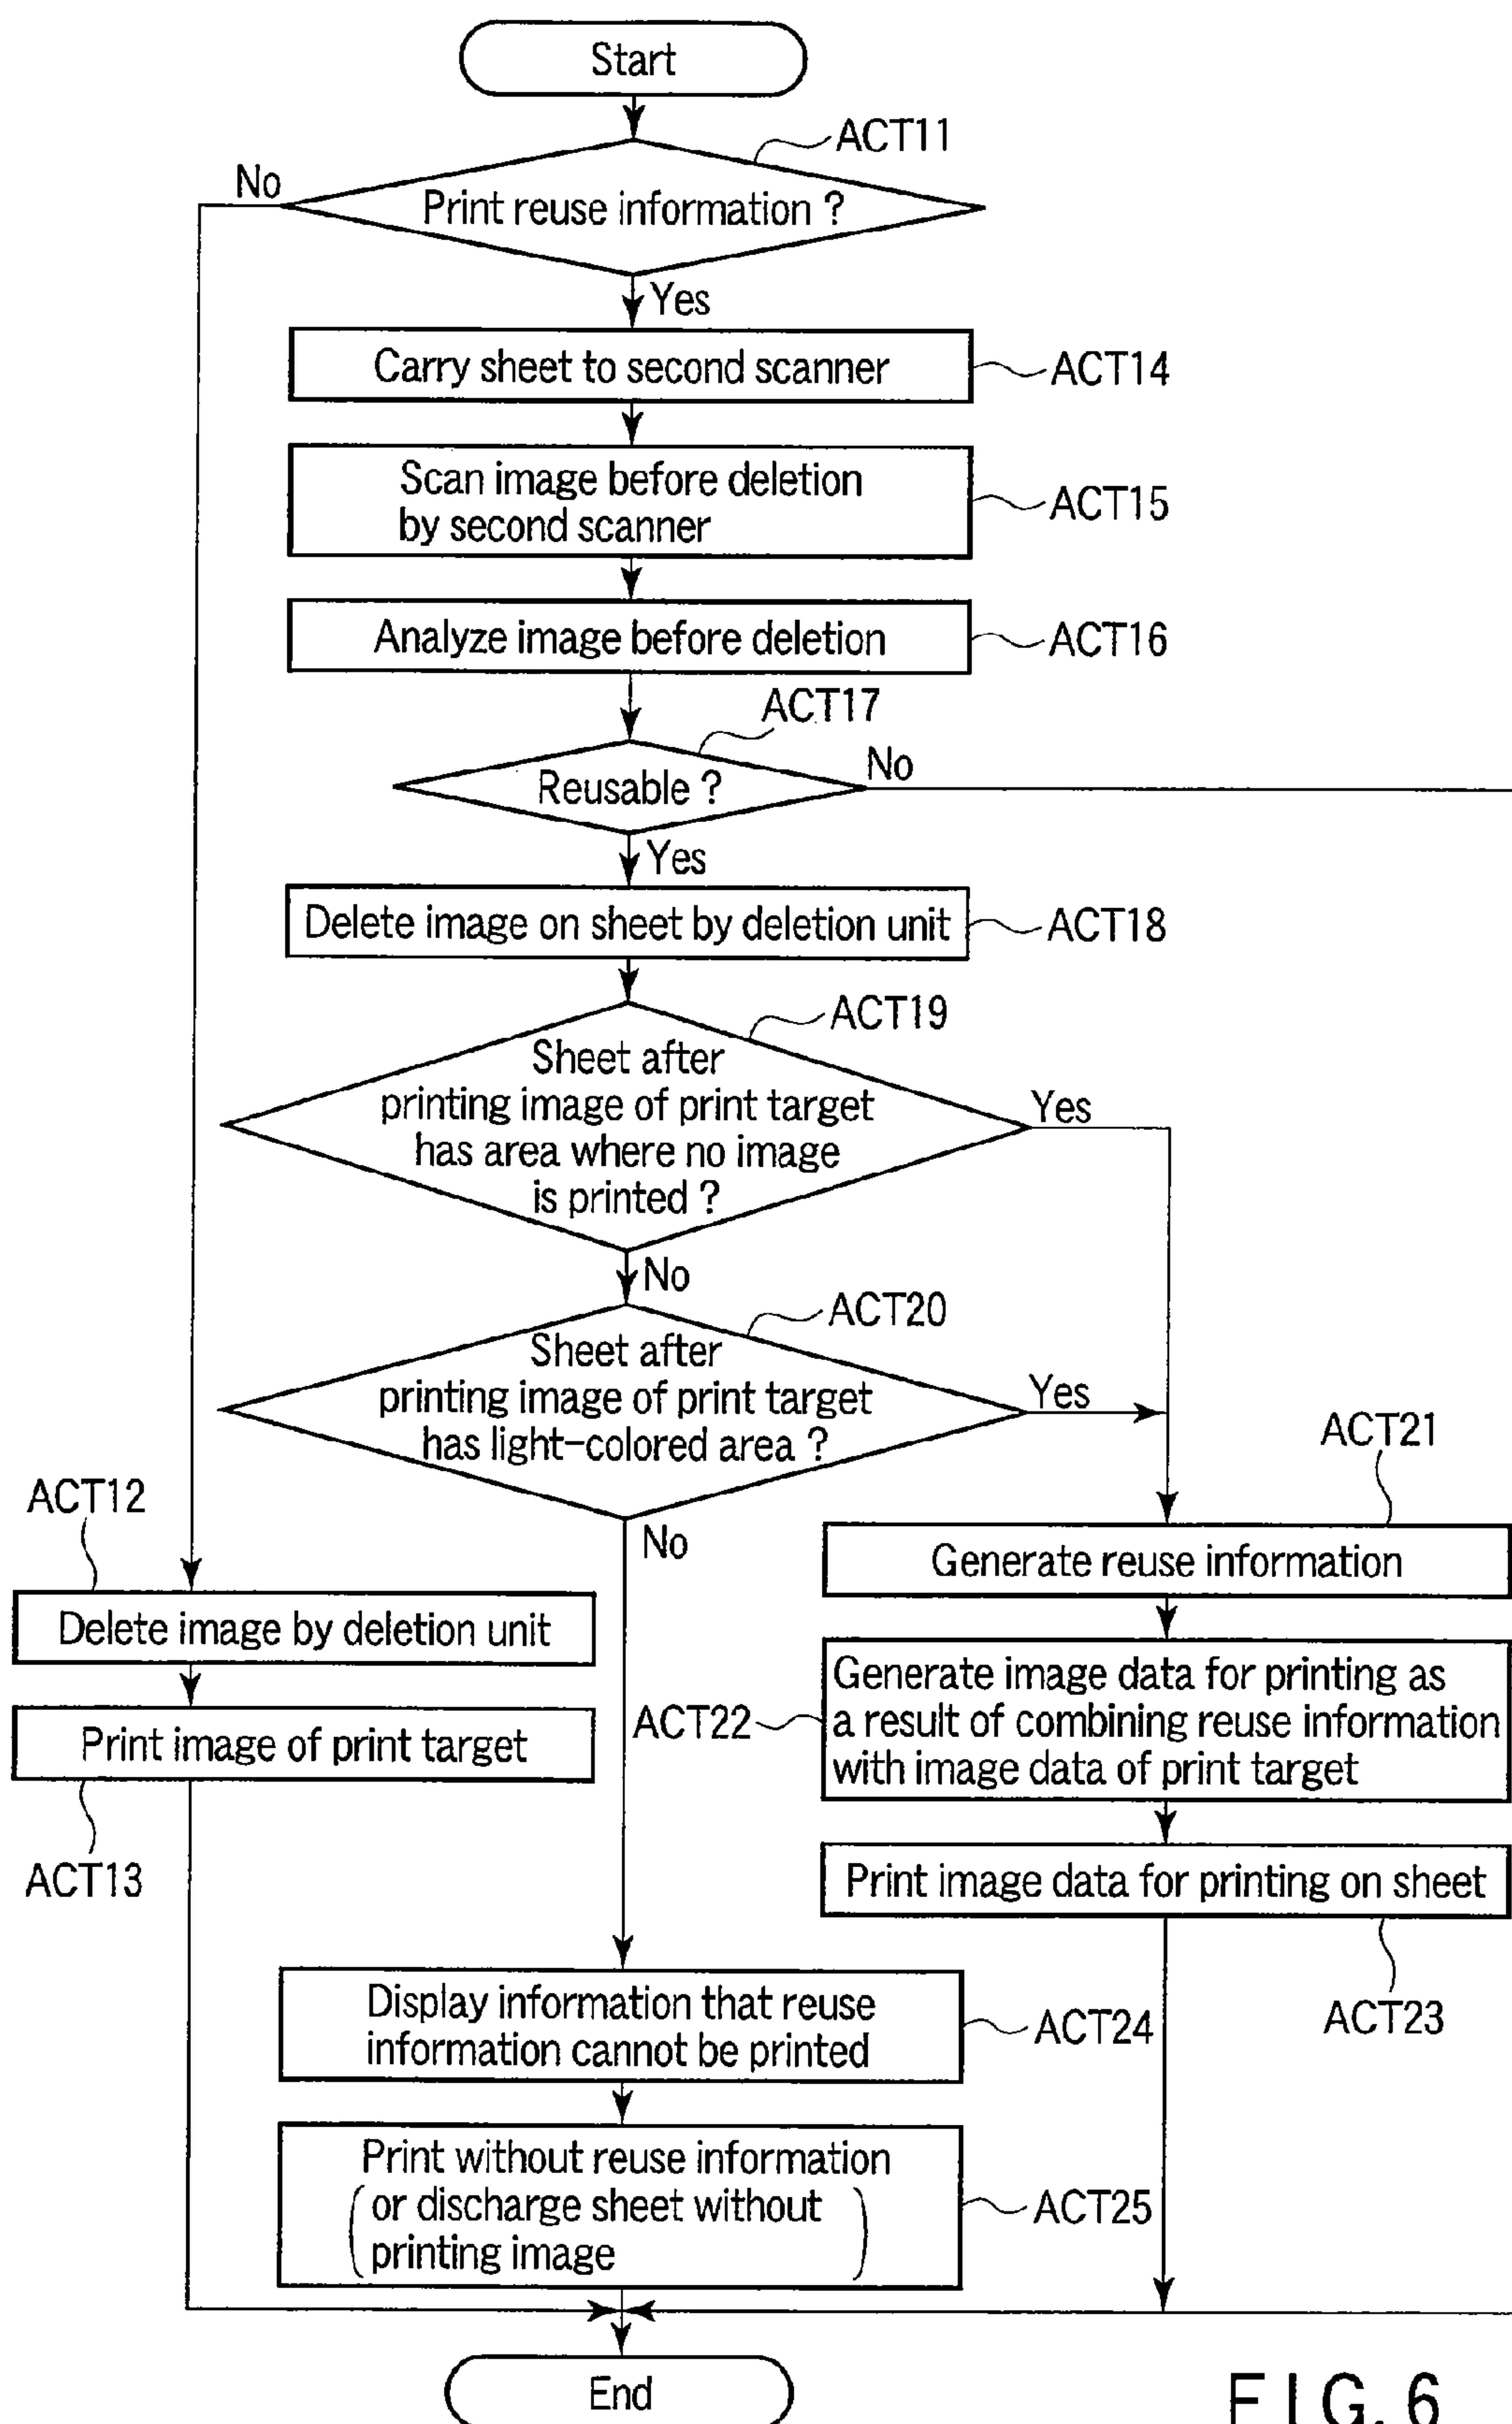 Start
ACT11
No
Print reuse information ?
Yes
Carry sheet to second scanner
ACT14
Scan image before deletion
by second scanner
ACT15
Analyze image before deletion
ACT16
ACT17
Reusable ?
No
Yes
Delete image on sheet by deletion unit
ACT18
ACT19
Sheet after
printing image of print target
has area where no image
is printed ?
Yes
No
ACT20
Sheet after
printing image of print target
has light-colored area ?
Yes
No
ACT12
Delete image by deletion unit
Print image of print target
ACT13
ACT21
Generate reuse information
ACT22
Generate image data for printing as
a result of combining reuse information
with image data of print target
Print image data for printing on sheet
ACT23
Display information that reuse
information cannot be printed
ACT24
Print without reuse information
( or discharge sheet without
printing image )
ACT25
End
FIG. 6